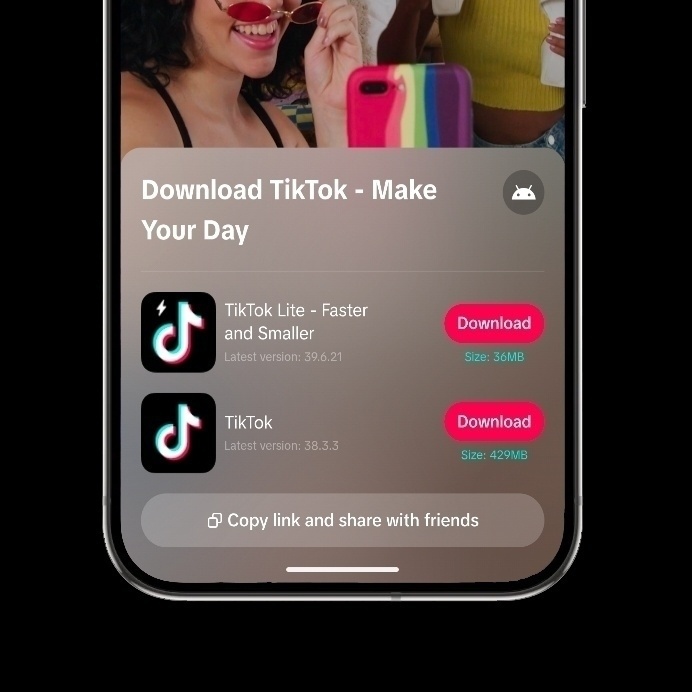 Download TikTok - Make
Your Day
TikTok Lite - Faster
and Smaller
Latest version: 39.6.21
Download
Size: 36MB
TikTok
Latest version: 38.3.3
Download
Size: 429MB
Copy link and share with friends